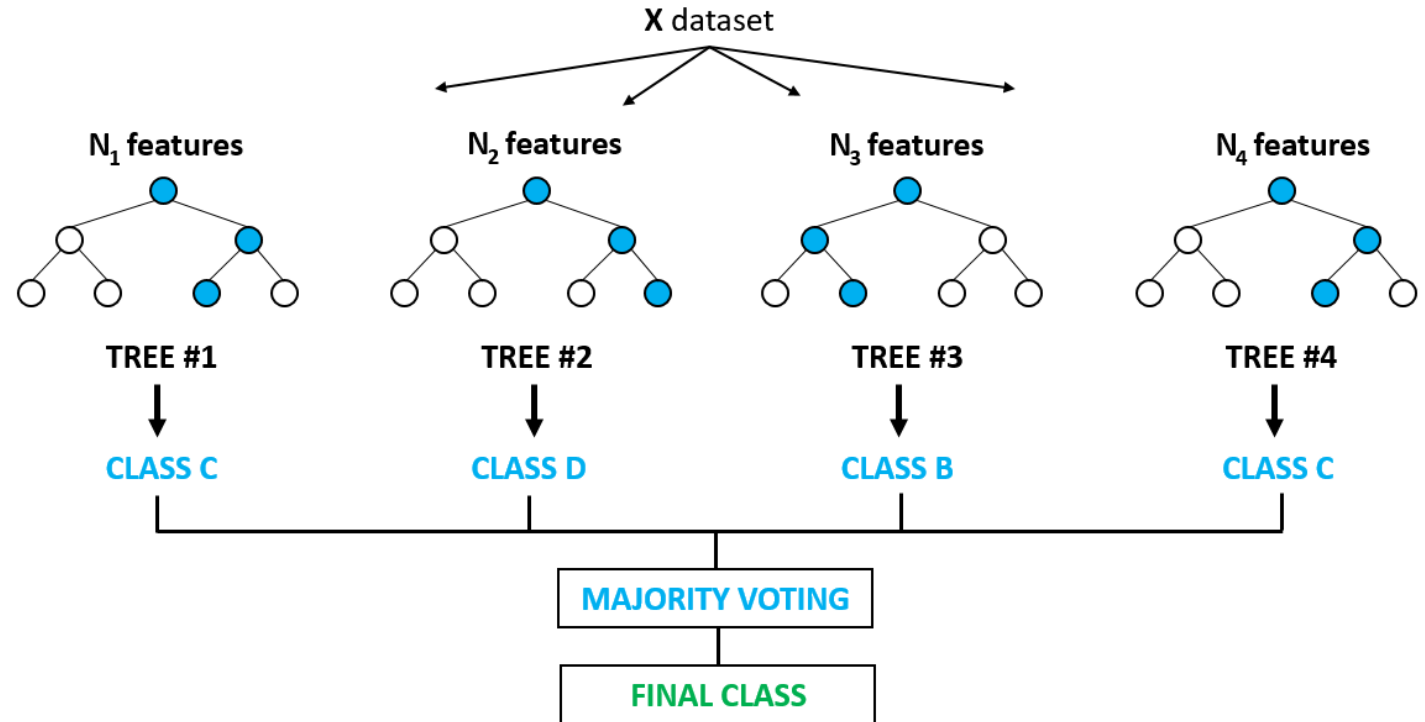 X dataset
N₁ features
N₂ features
N₃ features
N₄ features
TREE #1
TREE #2
TREE #3
TREE #4
CLASS C
CLASS D
CLASS B
CLASS C
MAJORITY VOTING
FINAL CLASS